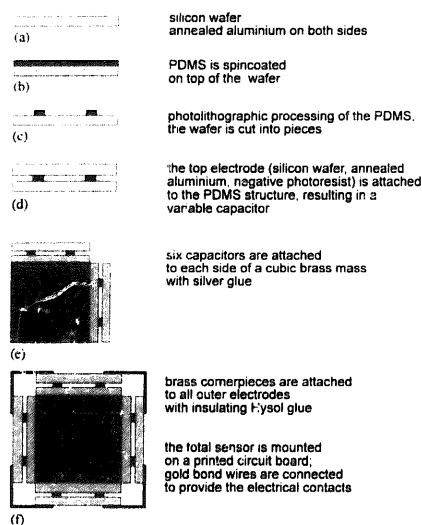 silicon wafer
annealed aluminium on both sides
(a)
PDMS is spincoated
on top of the wafer
(b)
photolithographic processing of the PDMS,
the wafer is cut into pieces
(c)
the top electrode (silicon wafer, annealed
aluminium, negative photoresist) is attached
to the PDMS structure, resulting in a
variable capacitor
(d)
six capacitors are attached
to each side of a cubic brass mass
with silver glue
(e)
brass cornerpieces are attached
to all outer electrodes
with insulating Hysol glue
the total sensor is mounted
on a printed circuit board;
gold bond wires are connected
to provide the electrical contacts
(f)